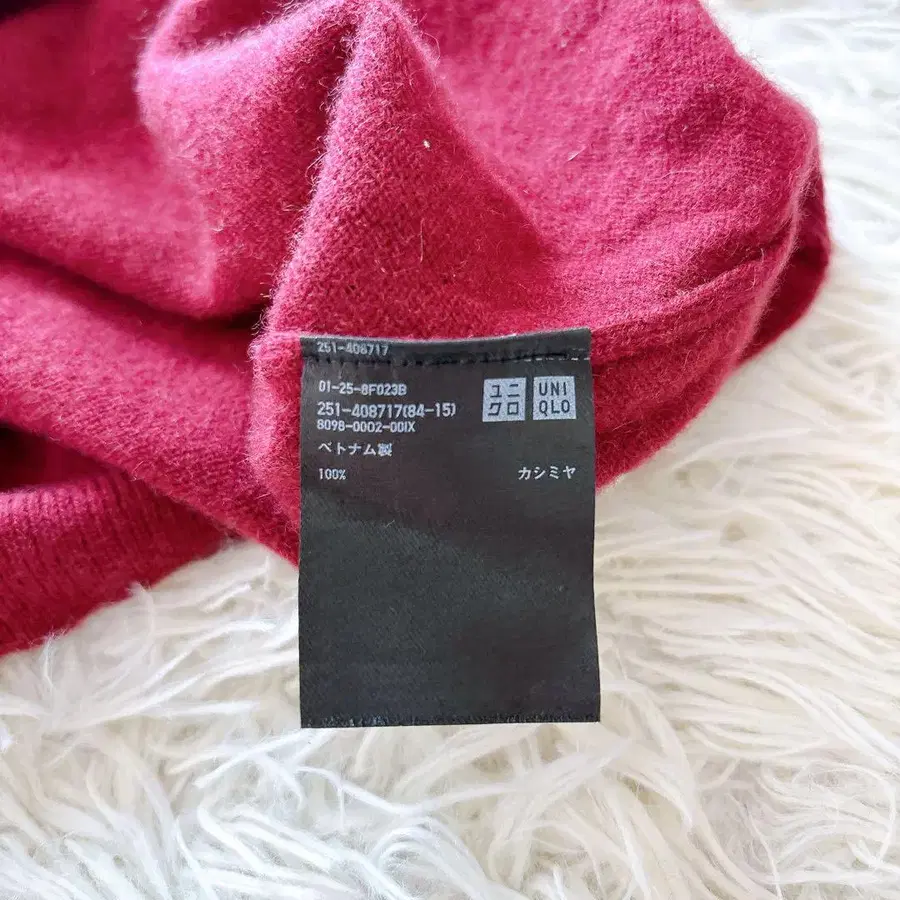 251-408717
01-25-8F023B
251-408717(84-15)
8098-0002-00IX
ベトナム製
100% カシミヤ
ユニ
クロ
UNI
QLO